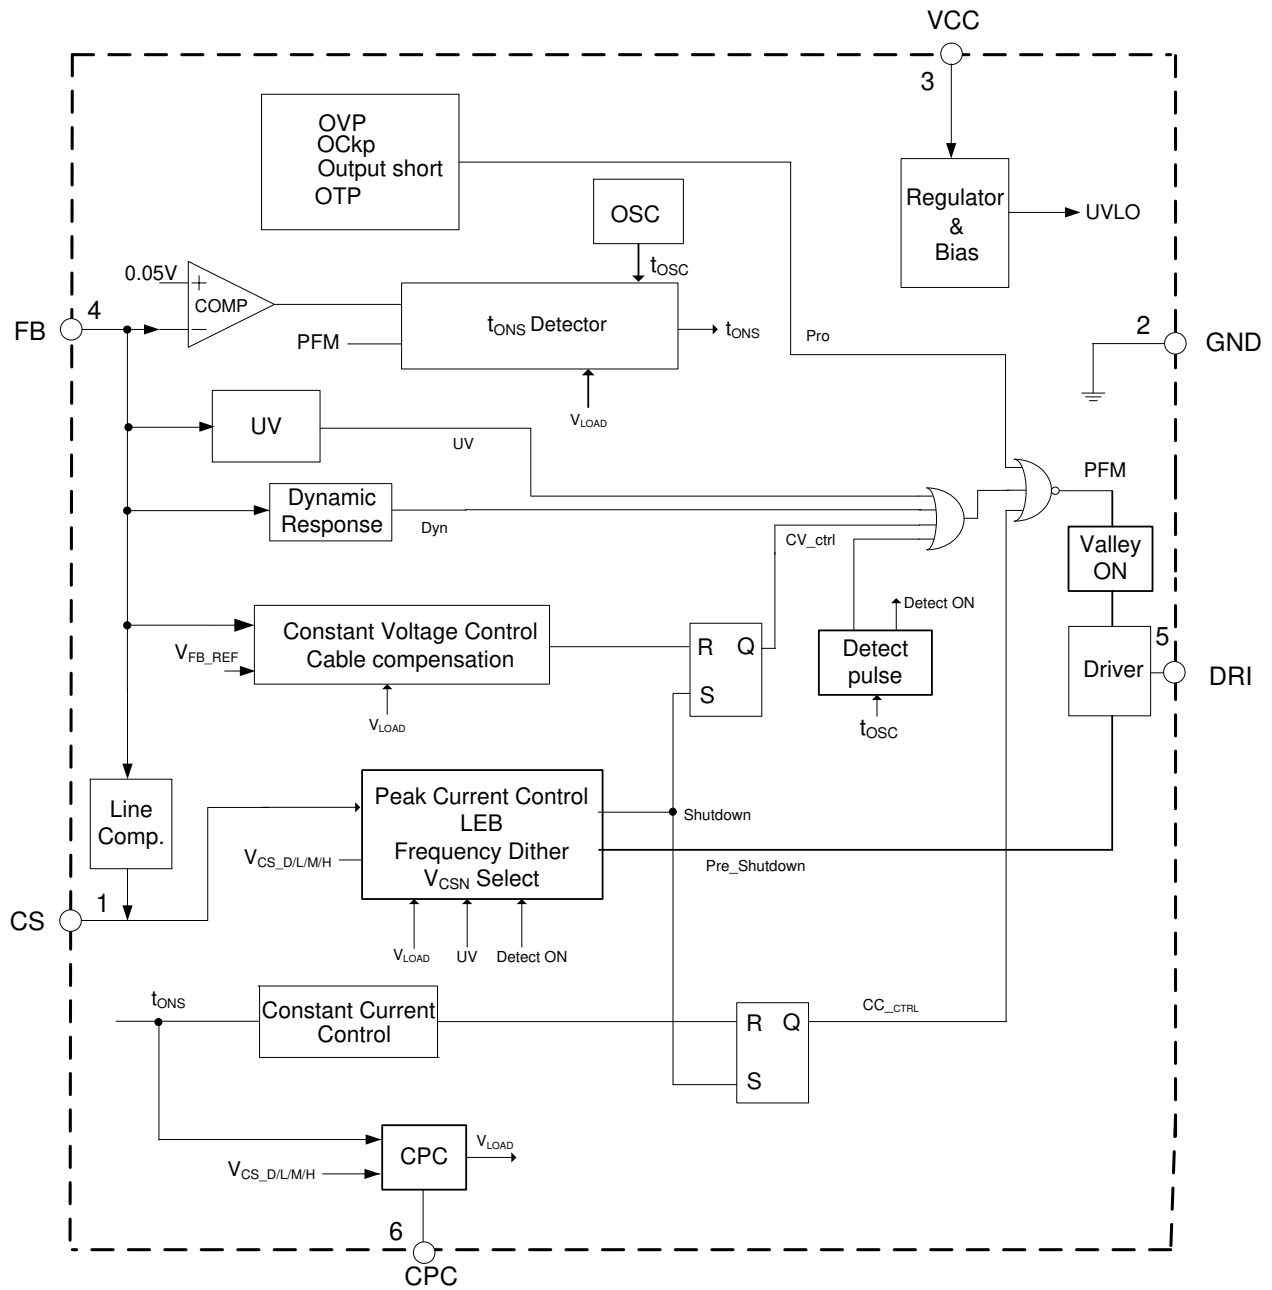 VCC
3
OVP
OCkp
Output short
OTP
OSC
tOSC
Regulator
&
Bias
UVLO
0.05V
+
COMP
−
4
FB
PFM
tONS Detector
tONS
VLOAD
Pro
2
GND
UV
UV
PFM
Dynamic
Response
Dyn
CV_ctrl
Valley
ON
Detect ON
Constant Voltage Control
Cable compensation
VFB_REF
VLOAD
R Q
S
Detect
pulse
tOSC
5
Driver
DRI
Line
Comp.
Peak Current Control
LEB
Frequency Dither
VCSN Select
VCS_D/L/M/H
Shutdown
Pre_Shutdown
1
CS
VLOAD
UV
Detect ON
tONS
Constant Current
Control
R Q
S
CC_CTRL
CPC
VLOAD
VCS_D/L/M/H
6
CPC